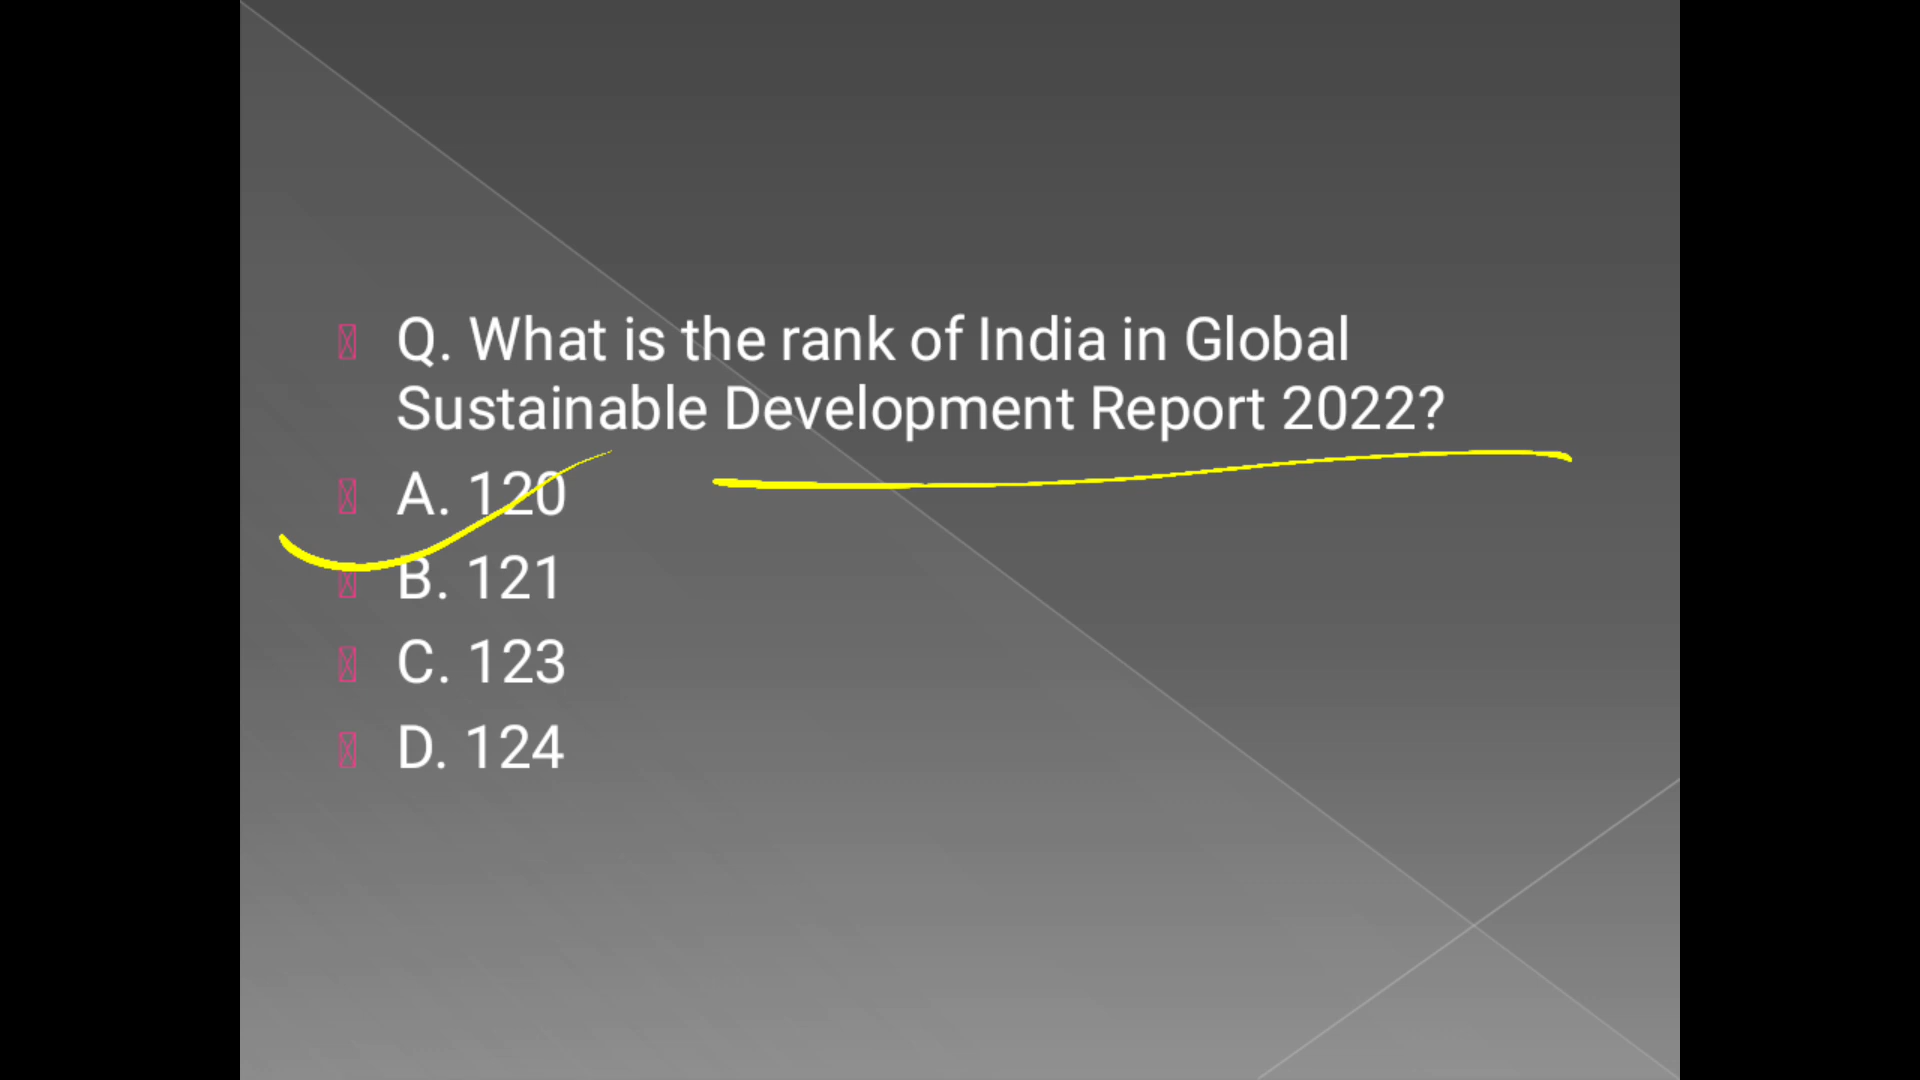 Q. What is the rank of India in Global
Sustainable Development Report 2022?
A. 120
B. 121
C. 123
D. 124